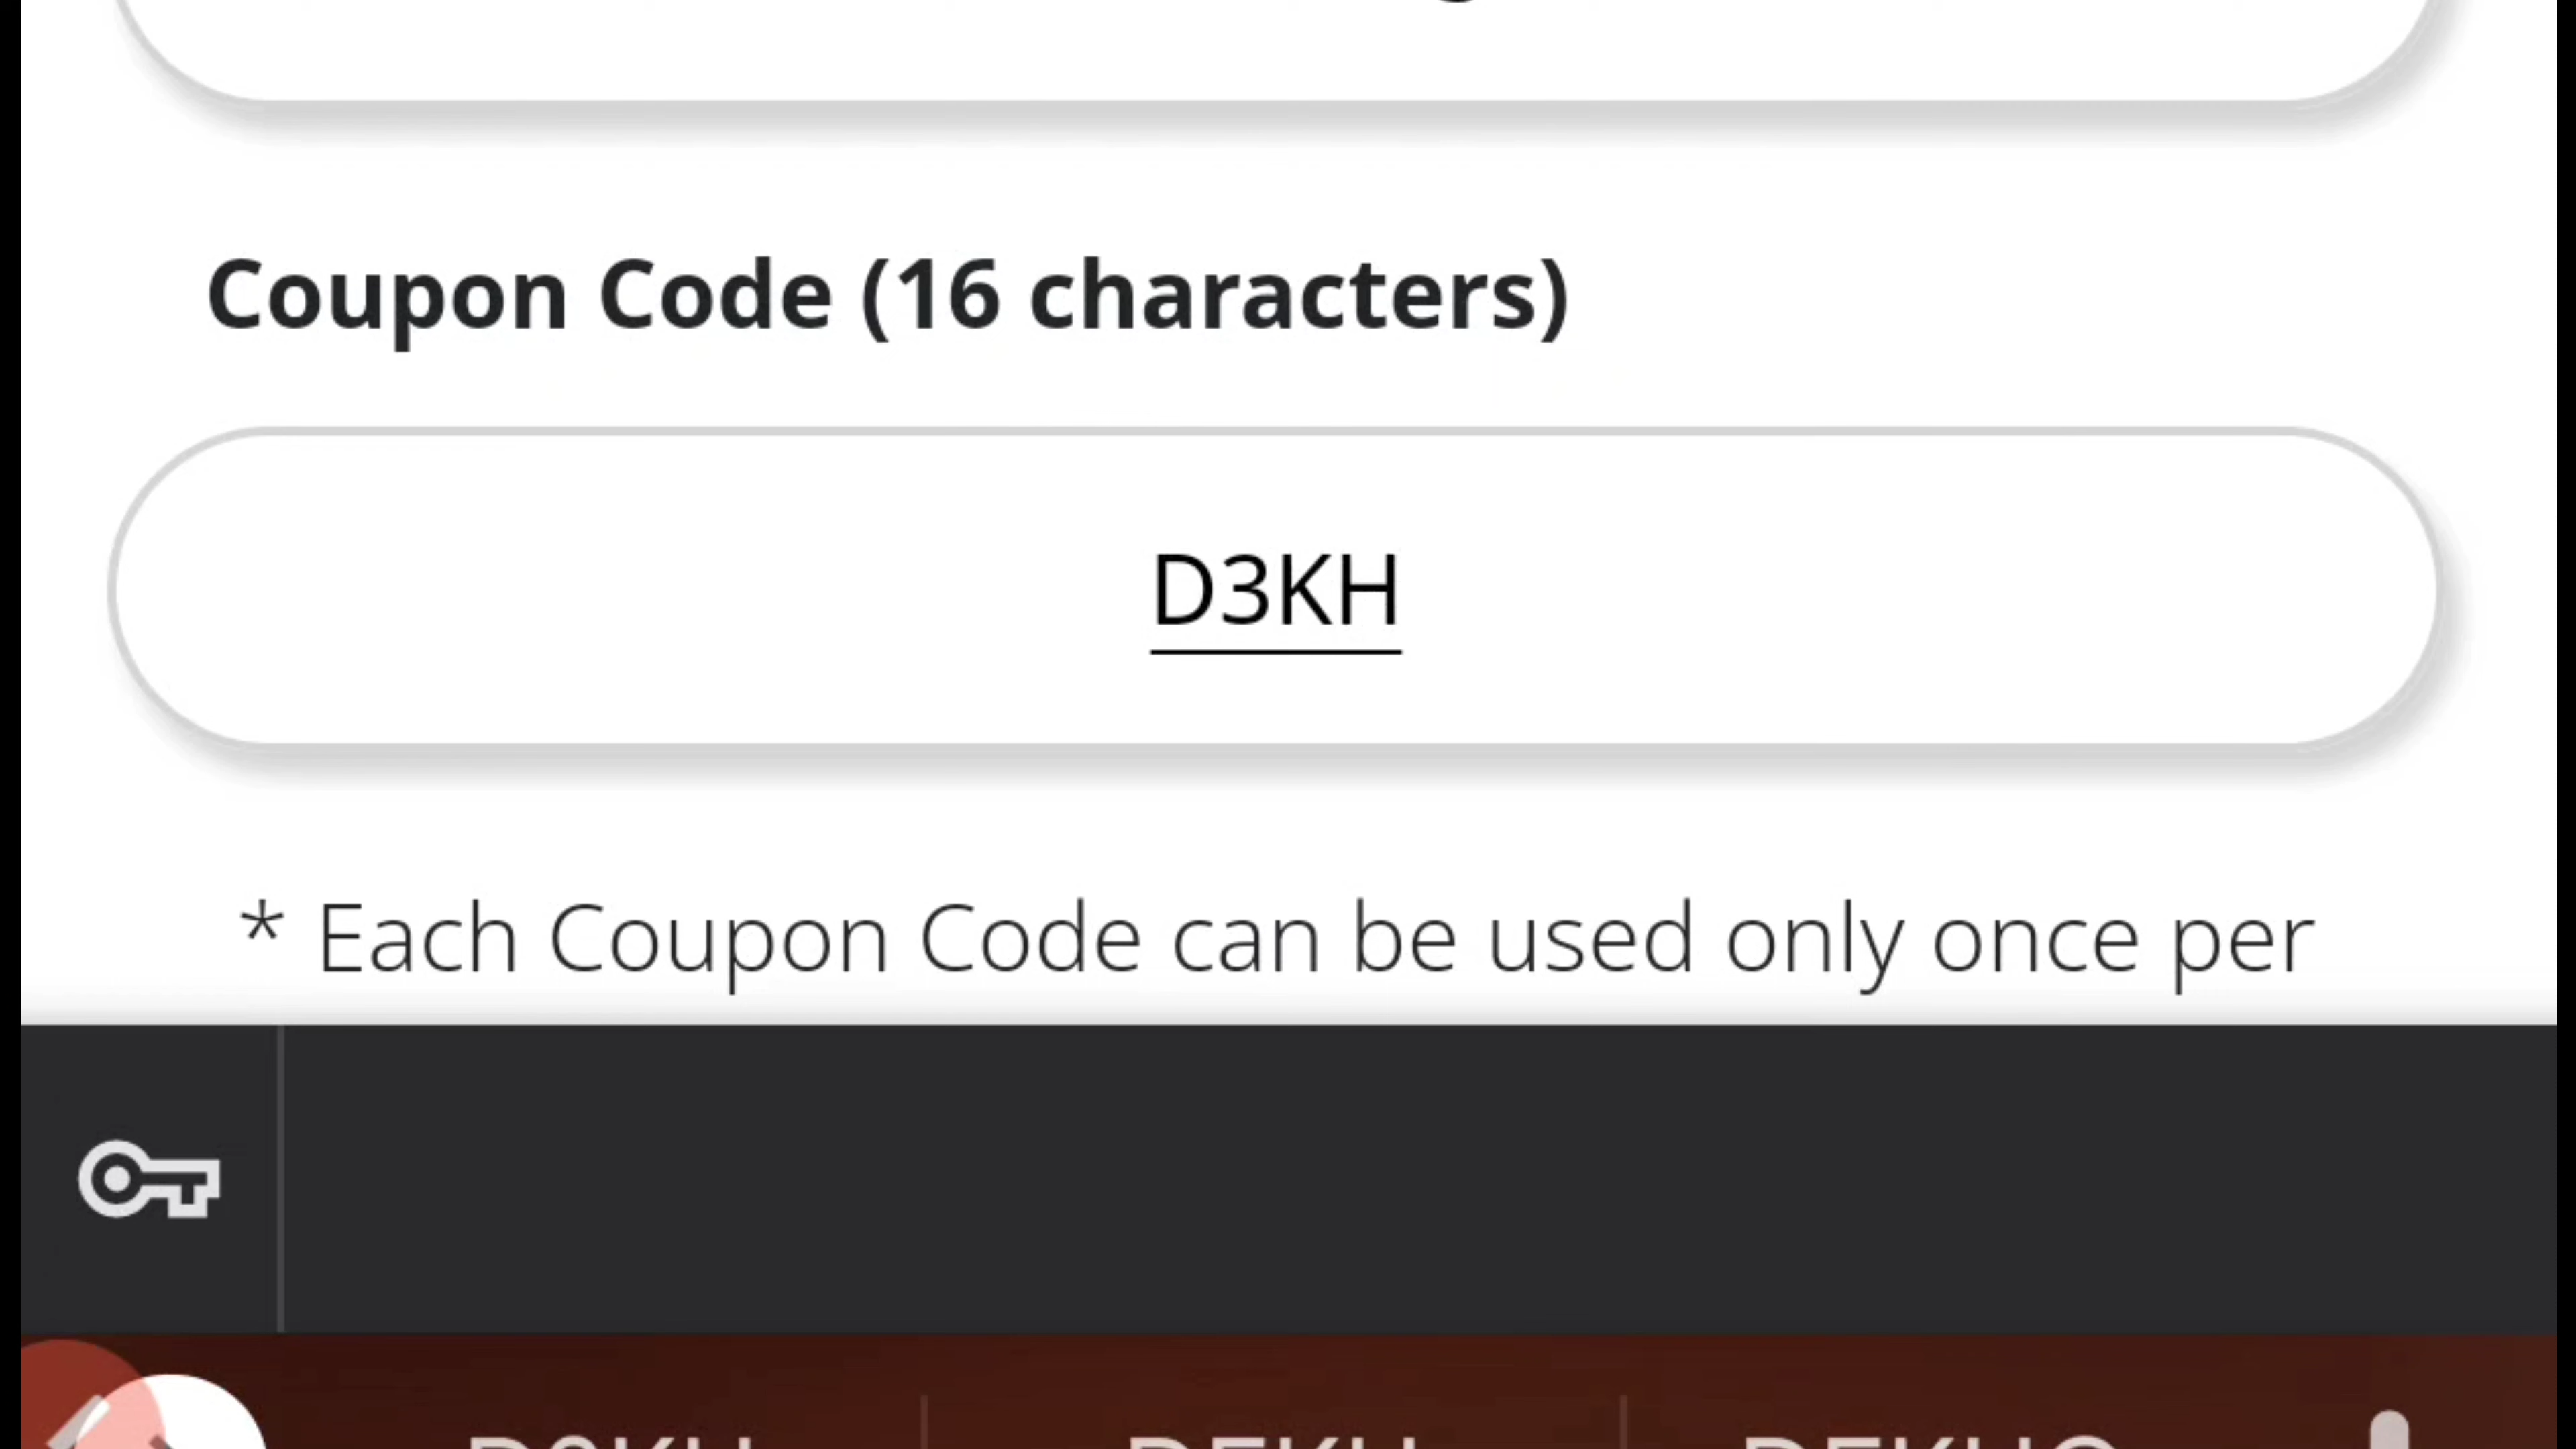 Coupon Code (16 characters)
D3KH
* Each Coupon Code can be used only once per